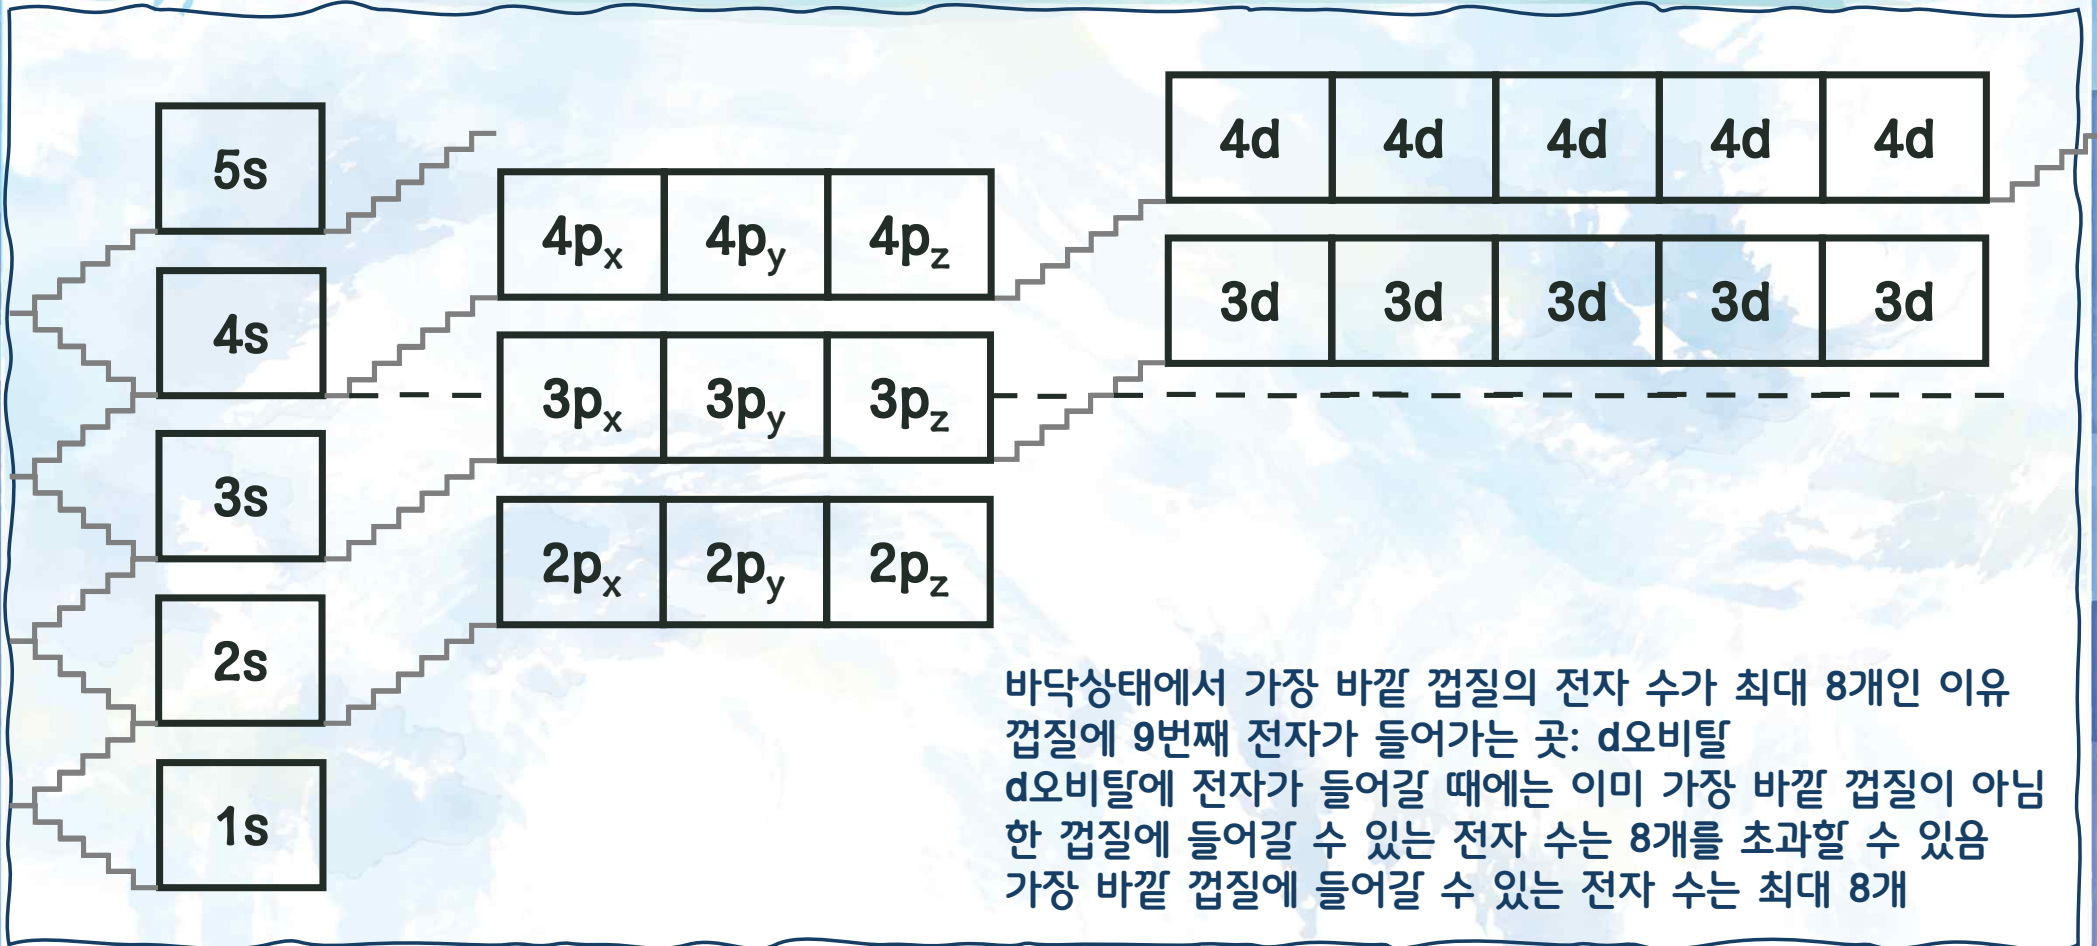 4d 4d 4d 4d 4d
5s
4px 4py 4pz
3d 3d 3d 3d 3d
4s
3px 3py 3pz
3s
2px 2py 2pz
2s
1s
바닥상태에서 가장 바깥 껍질의 전자 수가 최대 8개인 이유
껍질에 9번째 전자가 들어가는 곳: d오비탈
d오비탈에 전자가 들어갈 때에는 이미 가장 바깥 껍질이 아님
한 껍질에 들어갈 수 있는 전자 수는 8개를 초과할 수 있음
가장 바깥 껍질에 들어갈 수 있는 전자 수는 최대 8개